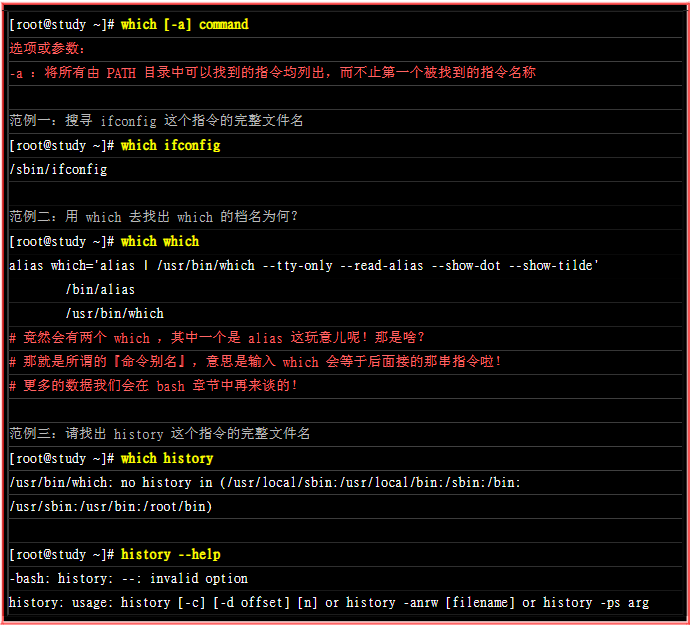 [root@study ~]# which [-a] command
选项或参数：
-a ：将所有由 PATH 目录中可以找到的指令均列出，而不止第一个被找到的指令名称
范例一：搜寻 ifconfig 这个指令的完整文件名
[root@study ~]# which ifconfig
/sbin/ifconfig
范例二：用 which 去找出 which 的档名为何？
[root@study ~]# which which
alias which='alias | /usr/bin/which --tty-only --read-alias --show-dot --show-tilde'
/bin/alias
/usr/bin/which
# 竟然会有两个 which ，其中一个是 alias 这玩意儿呢！那是啥？
# 那就是所谓的『命令别名』，意思是输入 which 会等于后面接的那串指令啦！
# 更多的数据我们会在 bash 章节中再来谈的！
范例三：请找出 history 这个指令的完整文件名
[root@study ~]# which history
/usr/bin/which: no history in (/usr/local/sbin:/usr/local/bin:/sbin:/bin:
/usr/sbin:/usr/bin:/root/bin)
[root@study ~]# history --help
-bash: history: --: invalid option
history: usage: history [-c] [-d offset] [n] or history -anrw [filename] or history -ps arg